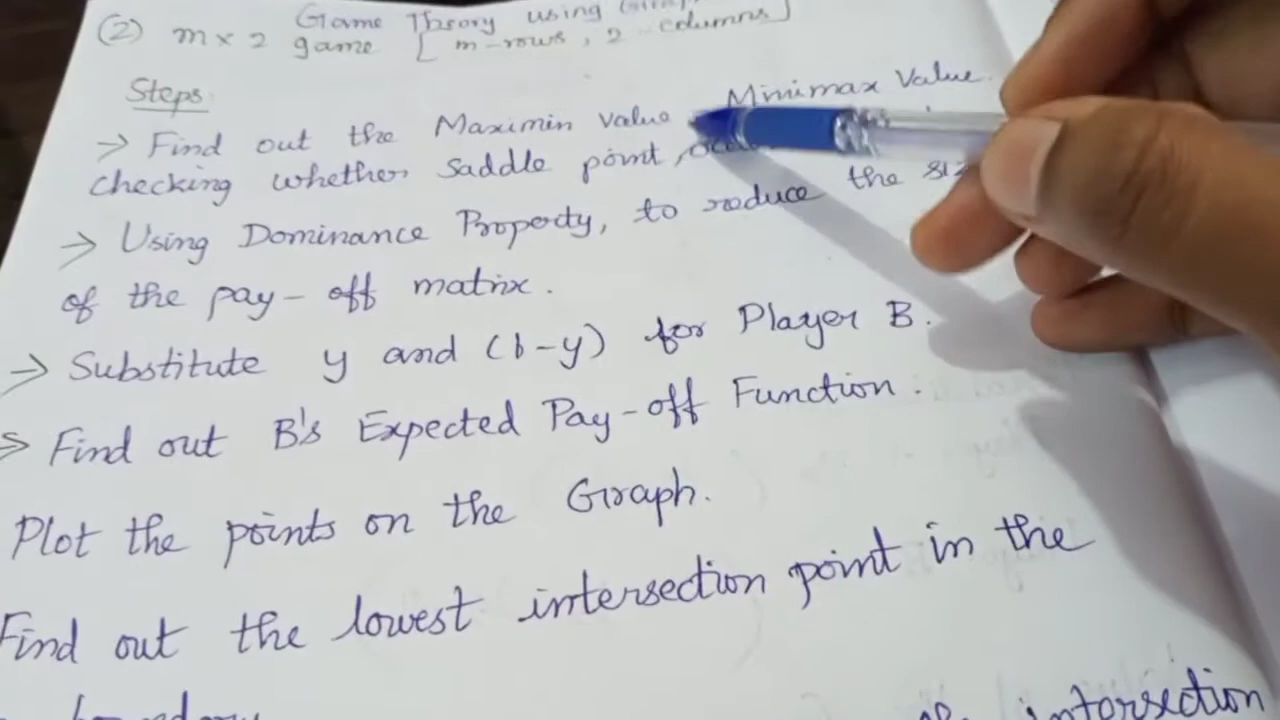 Game Theory using
(2) m x 2 game [ m-rows, 2 columns ]
Steps:
→ Find out the Maximin Value Minimax Value.
checking whether Saddle point,
→ Using Dominance Property, to reduce the
of the pay-off matrix.
→ Substitute y and (1-y) for Player B.
→ Find out B's Expected Pay-off Function.
Plot the points on the Graph.
Find out the lowest intersection point in the
boundary
intersection